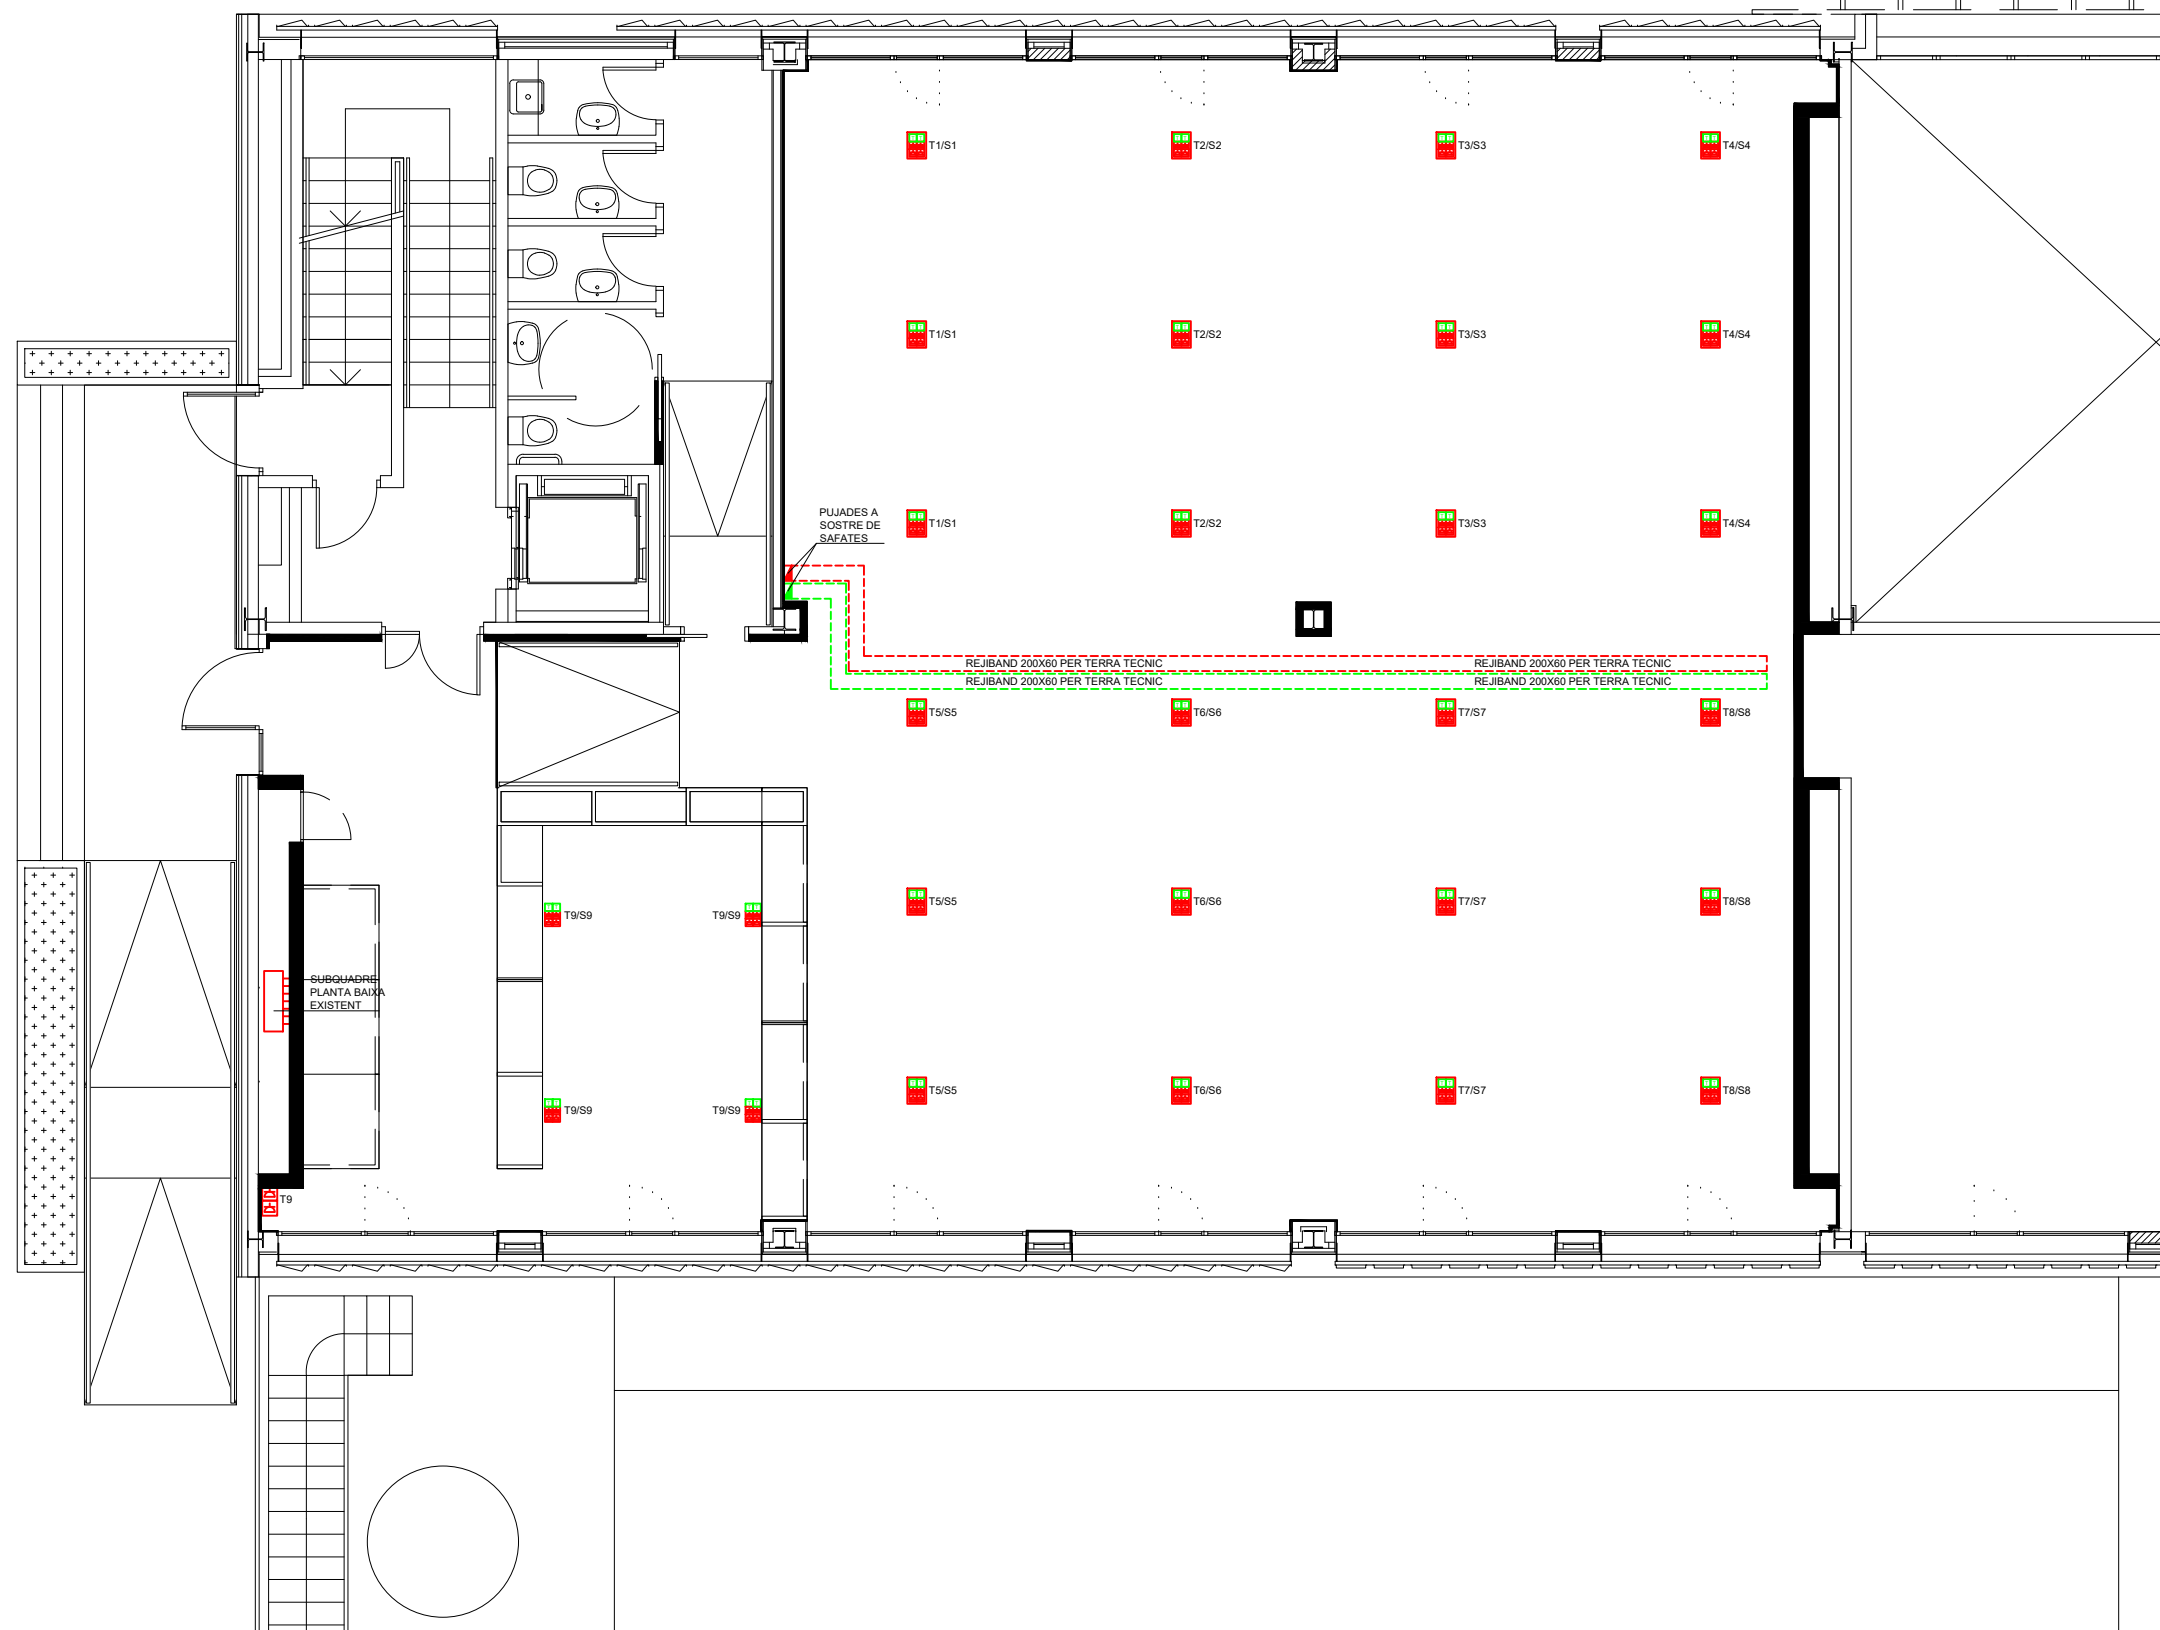 T1/S1
T2/S2
T3/S3
T4/S4
T1/S1
T2/S2
T3/S3
T4/S4
PUJADES A
SOSTRE DE
SAFATES
T1/S1
T2/S2
T3/S3
T4/S4
REJIBAND 200X60 PER TERRA TECNIC
REJIBAND 200X60 PER TERRA TECNIC
REJIBAND 200X60 PER TERRA TECNIC
REJIBAND 200X60 PER TERRA TECNIC
T5/S5
T6/S6
T7/S7
T8/S8
T5/S5
T6/S6
T7/S7
T8/S8
T9/S9
T9/S9
SUBQUADRE
PLANTA BAIXA
EXISTENT
T5/S5
T6/S6
T7/S7
T8/S8
T9/S9
T9/S9
T9